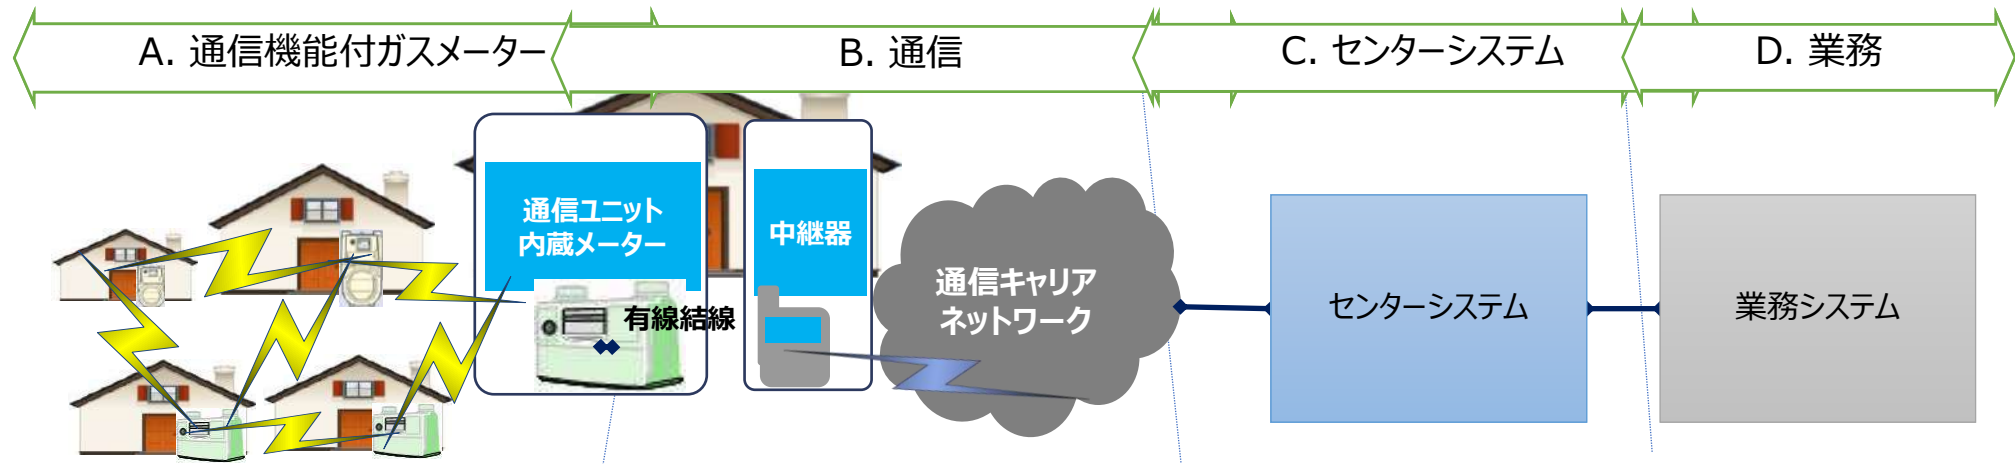 A. 通信機能付ガスメーター
B. 通信
C. センターシステム
D. 業務
通信ユニット
内蔵メーター
有線結線
中継器
通信キャリア
ネットワーク
センターシステム
業務システム